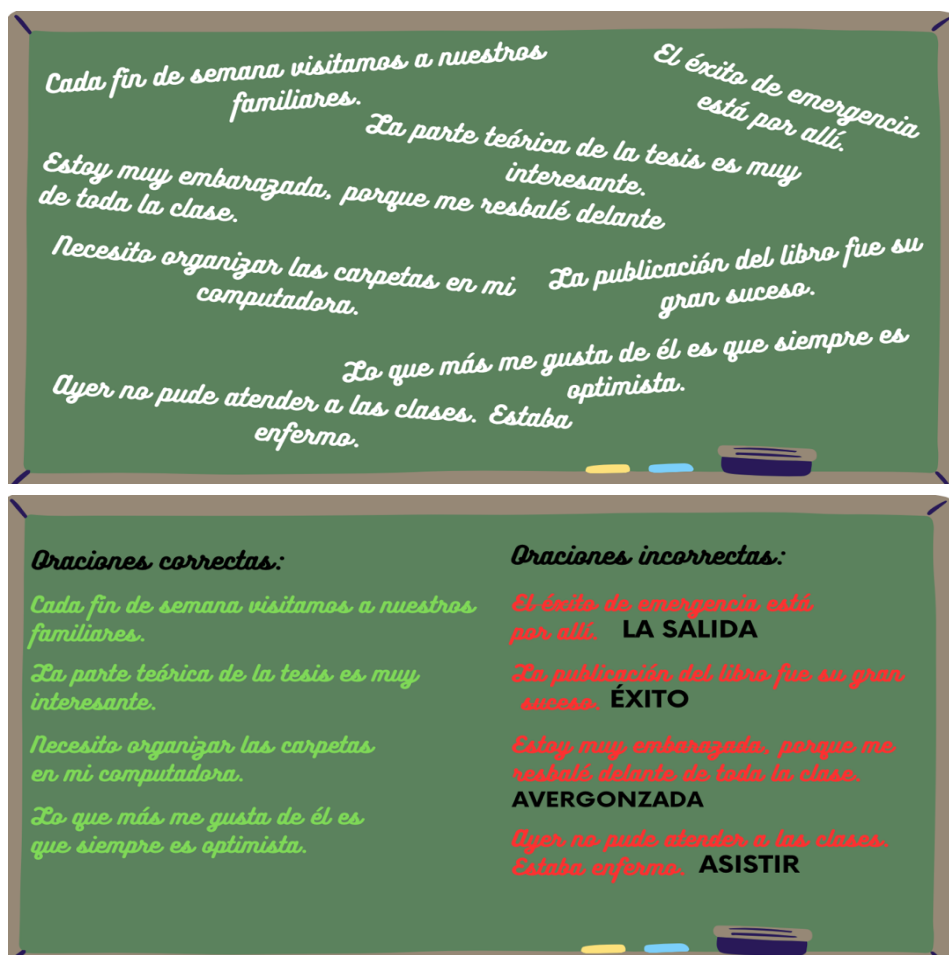 Cada fin de semana visitamos a nuestros
familiares.
El éxito de emergencia
está por allí.
La parte teórica de la tesis es muy
interesante.
Estoy muy embarazada, porque me resbalé delante
de toda la clase.
Necesito organizar las carpetas en mi
computadora.
La publicación del libro fue su
gran suceso.
Lo que más me gusta de él es que siempre es
optimista.
Ayer no pude atender a las clases. Estaba
enfermo.
Oraciones correctas:
Cada fin de semana visitamos a nuestros
familiares.
La parte teórica de la tesis es muy
interesante.
Necesito organizar las carpetas
en mi computadora.
Lo que más me gusta de él es
que siempre es optimista.
Oraciones incorrectas:
El éxito de emergencia está
por allí. LA SALIDA
La publicación del libro fue su gran
suceso. ÉXITO
Estoy muy embarazada, porque me
resbalé delante de toda la clase.
AVERGONZADA
Ayer no pude atender a las clases.
Estaba enfermo. ASISTIR